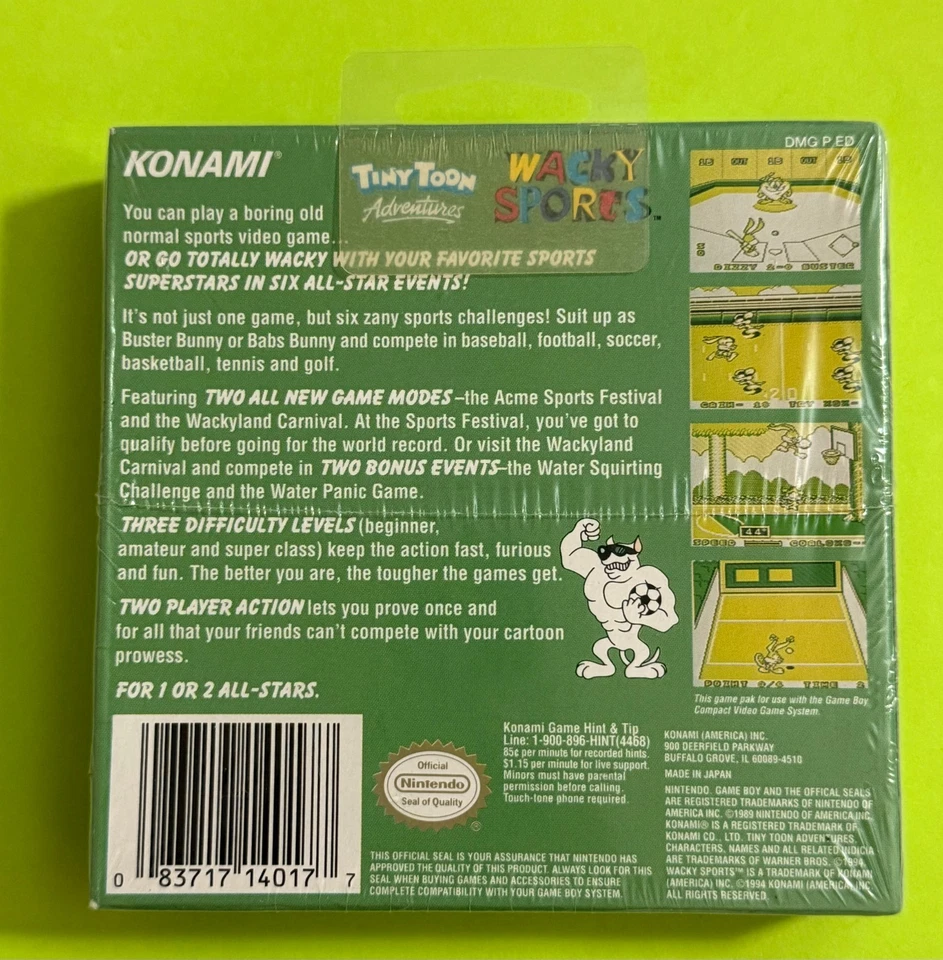 KONAMI®
TINY TOON
Adventures
WACKY
SPORTS™
DMG P ED
You can play a boring old
normal sports video game...
OR GO TOTALLY WACKY WITH YOUR FAVORITE SPORTS
SUPERSTARS IN SIX ALL-STAR EVENTS!
It's not just one game, but six zany sports challenges! Suit up as
Buster Bunny or Babs Bunny and compete in baseball, football, soccer,
basketball, tennis and golf.
Featuring TWO ALL NEW GAME MODES–the Acme Sports Festival
and the Wackyland Carnival. At the Sports Festival, you've got to
qualify before going for the world record. Or visit the Wackyland
Carnival and compete in TWO BONUS EVENTS–the Water Squirting
Challenge and the Water Panic Game.
THREE DIFFICULTY LEVELS (beginner,
amateur and super class) keep the action fast, furious
and fun. The better you are, the tougher the games get.
TWO PLAYER ACTION lets you prove once and
for all that your friends can't compete with your cartoon
prowess.
FOR 1 OR 2 ALL-STARS.
OUT
DIZZY 2-0 BUSTER
GAIN- 10
44
SPEED
POINT
TIME
This game pak for use with the Game Boy
Compact Video Game System.
0 83717 14017 7
Official
Nintendo
Seal of Quality
®
Konami Game Hint & Tip
Line: 1-900-896-HINT(4468)
85¢ per minute for recorded hints.
$1.15 per minute for live support.
Minors must have parental
permission before calling.
Touch-tone phone required.
THIS OFFICIAL SEAL IS YOUR ASSURANCE THAT NINTENDO HAS
APPROVED THE QUALITY OF THIS PRODUCT. ALWAYS LOOK FOR THIS
SEAL WHEN BUYING GAMES AND ACCESSORIES TO ENSURE
COMPLETE COMPATIBILITY WITH YOUR GAME BOY SYSTEM.
KONAMI (AMERICA) INC.
900 DEERFIELD PARKWAY
BUFFALO GROVE, IL 60089-4510
MADE IN JAPAN
NINTENDO, GAME BOY AND THE OFFICIAL SEALS
ARE REGISTERED TRADEMARKS OF NINTENDO OF
AMERICA INC. ©1989 NINTENDO OF AMERICA INC.
KONAMI® IS A REGISTERED TRADEMARK OF
KONAMI CO., LTD. TINY TOON ADVENTURES,
CHARACTERS, NAMES AND ALL RELATED INDICIA
ARE TRADEMARKS OF WARNER BROS. ©1994.
WACKY SPORTS™ IS A TRADEMARK OF KONAMI
(AMERICA) INC. ©1994 KONAMI (AMERICA) INC.
ALL RIGHTS RESERVED.